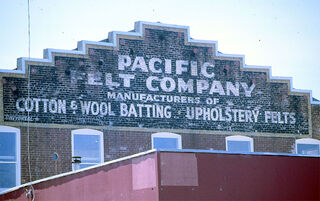 PACIFIC
FELT COMPANY
MANUFACTURERS OF
COTTON & WOOL BATTING - UPHOLSTERY FELTS